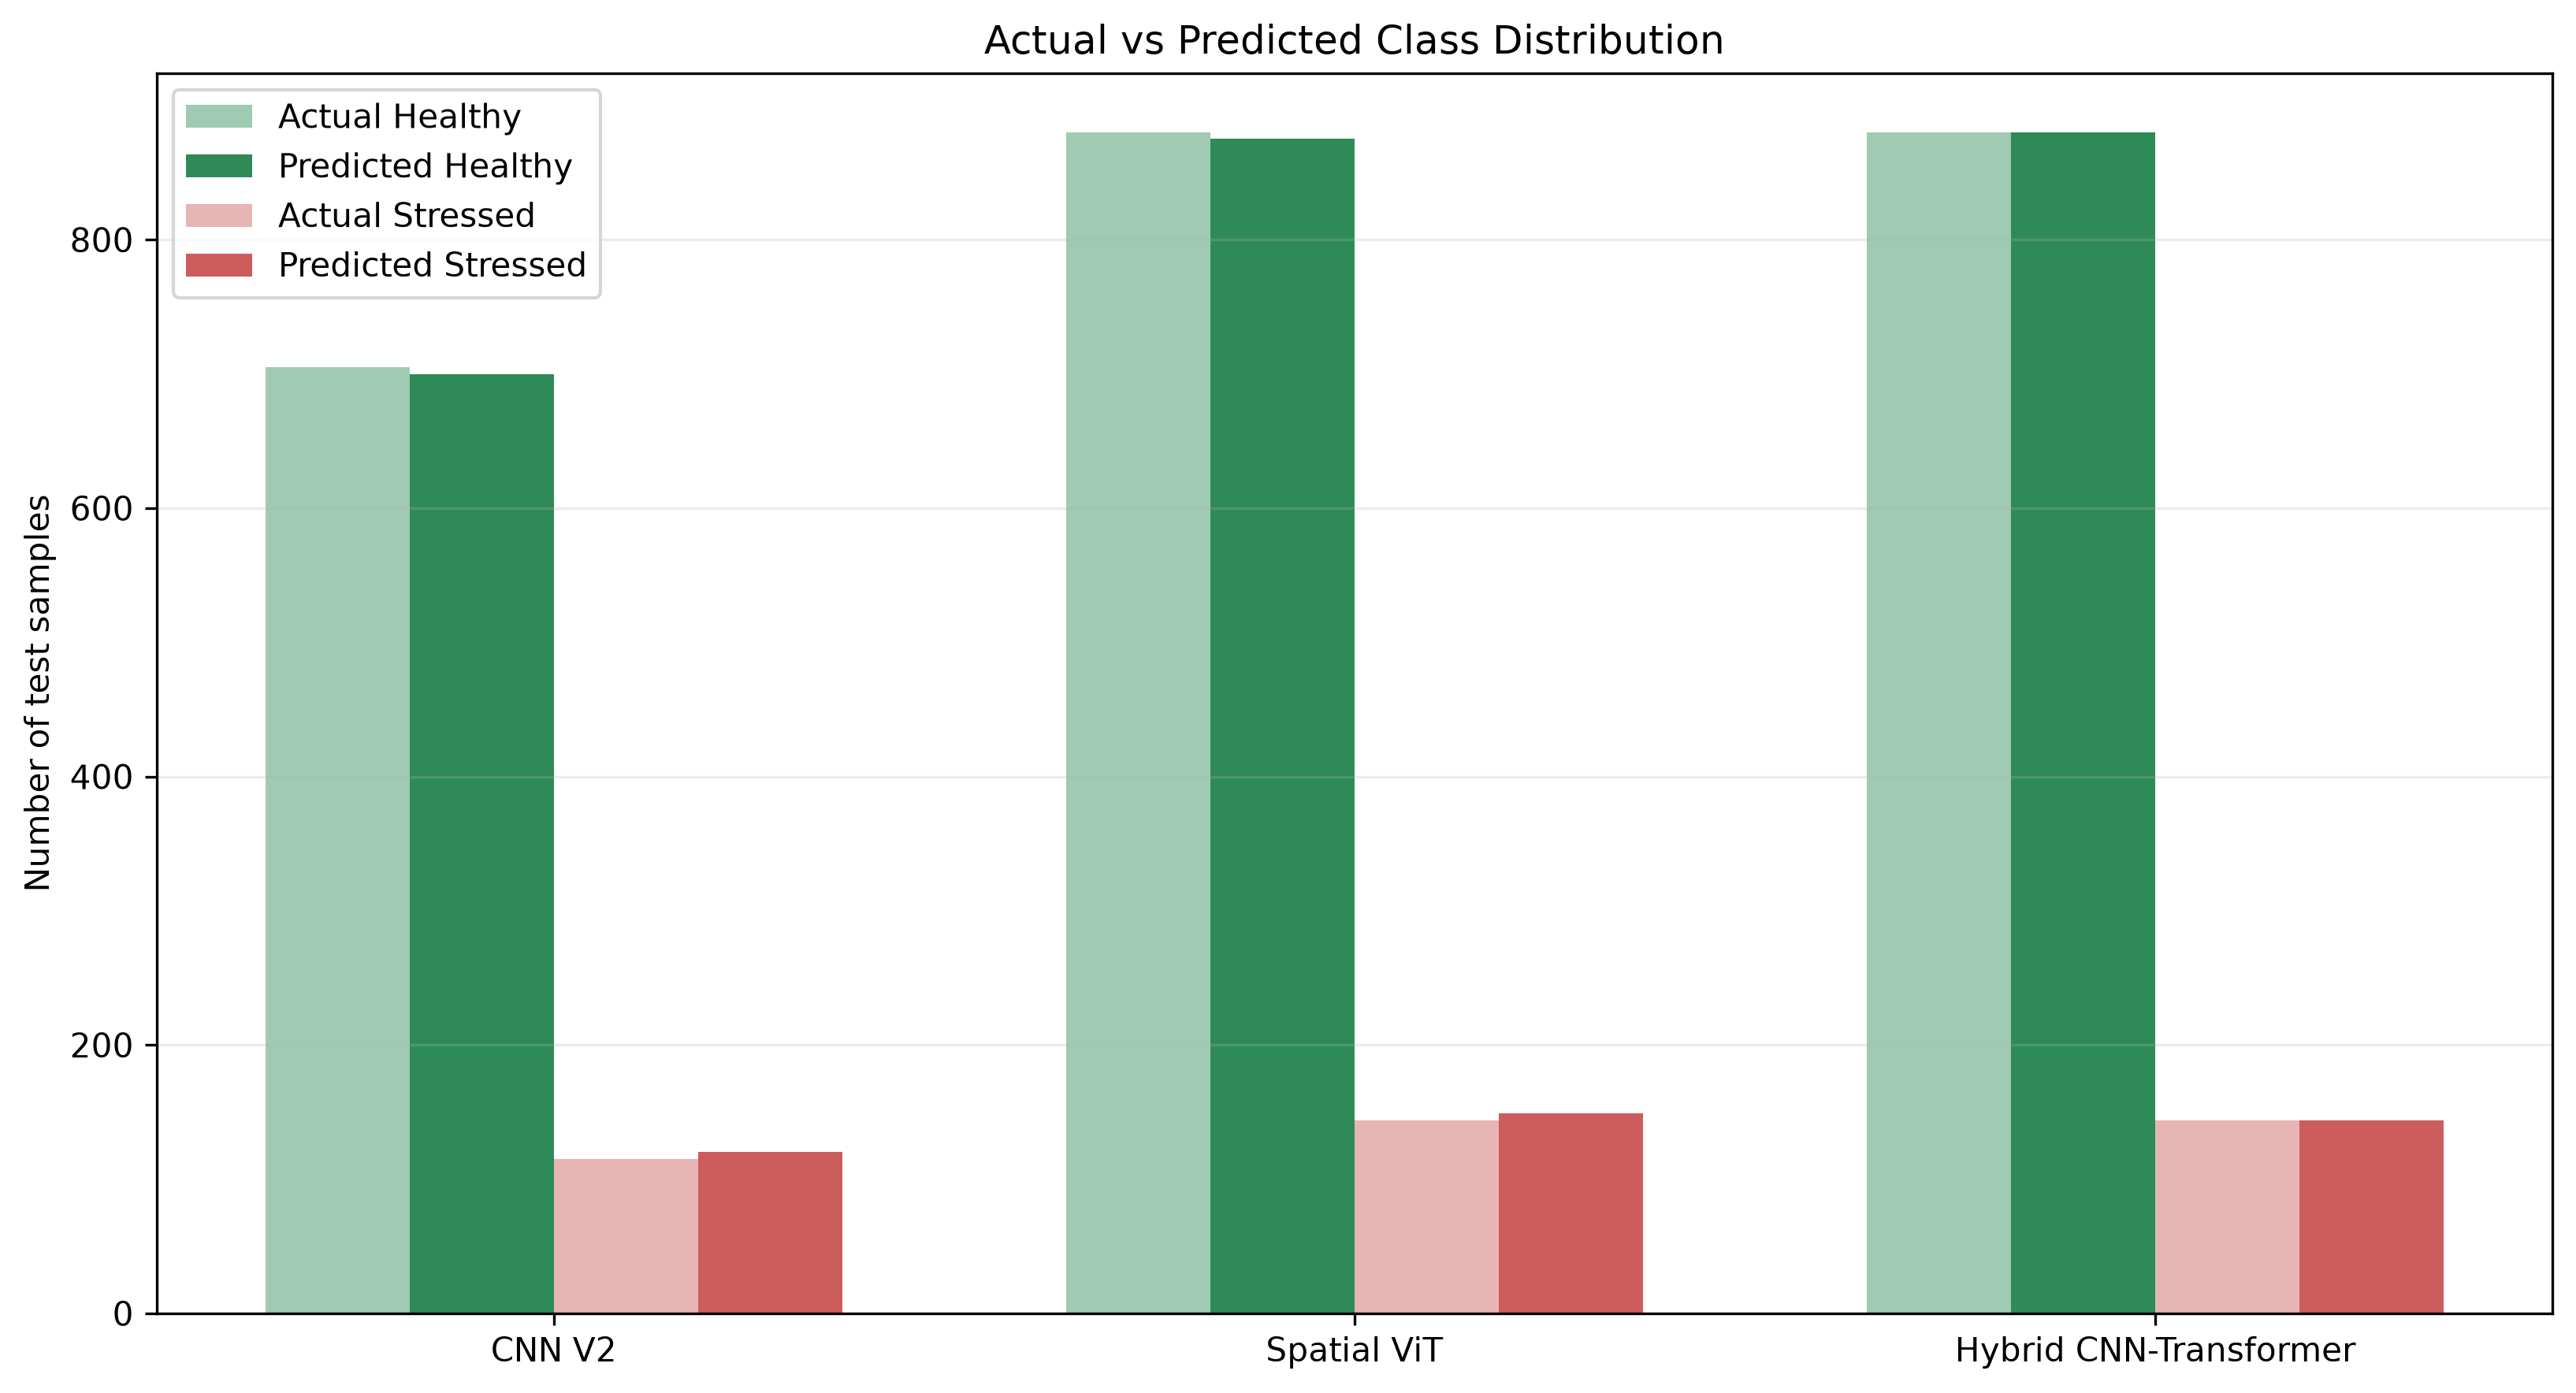 Actual vs Predicted Class Distribution
Actual Healthy
Predicted Healthy
Actual Stressed
Predicted Stressed
Number of test samples
800
600
400
200
0
CNN V2
Spatial ViT
Hybrid CNN-Transformer